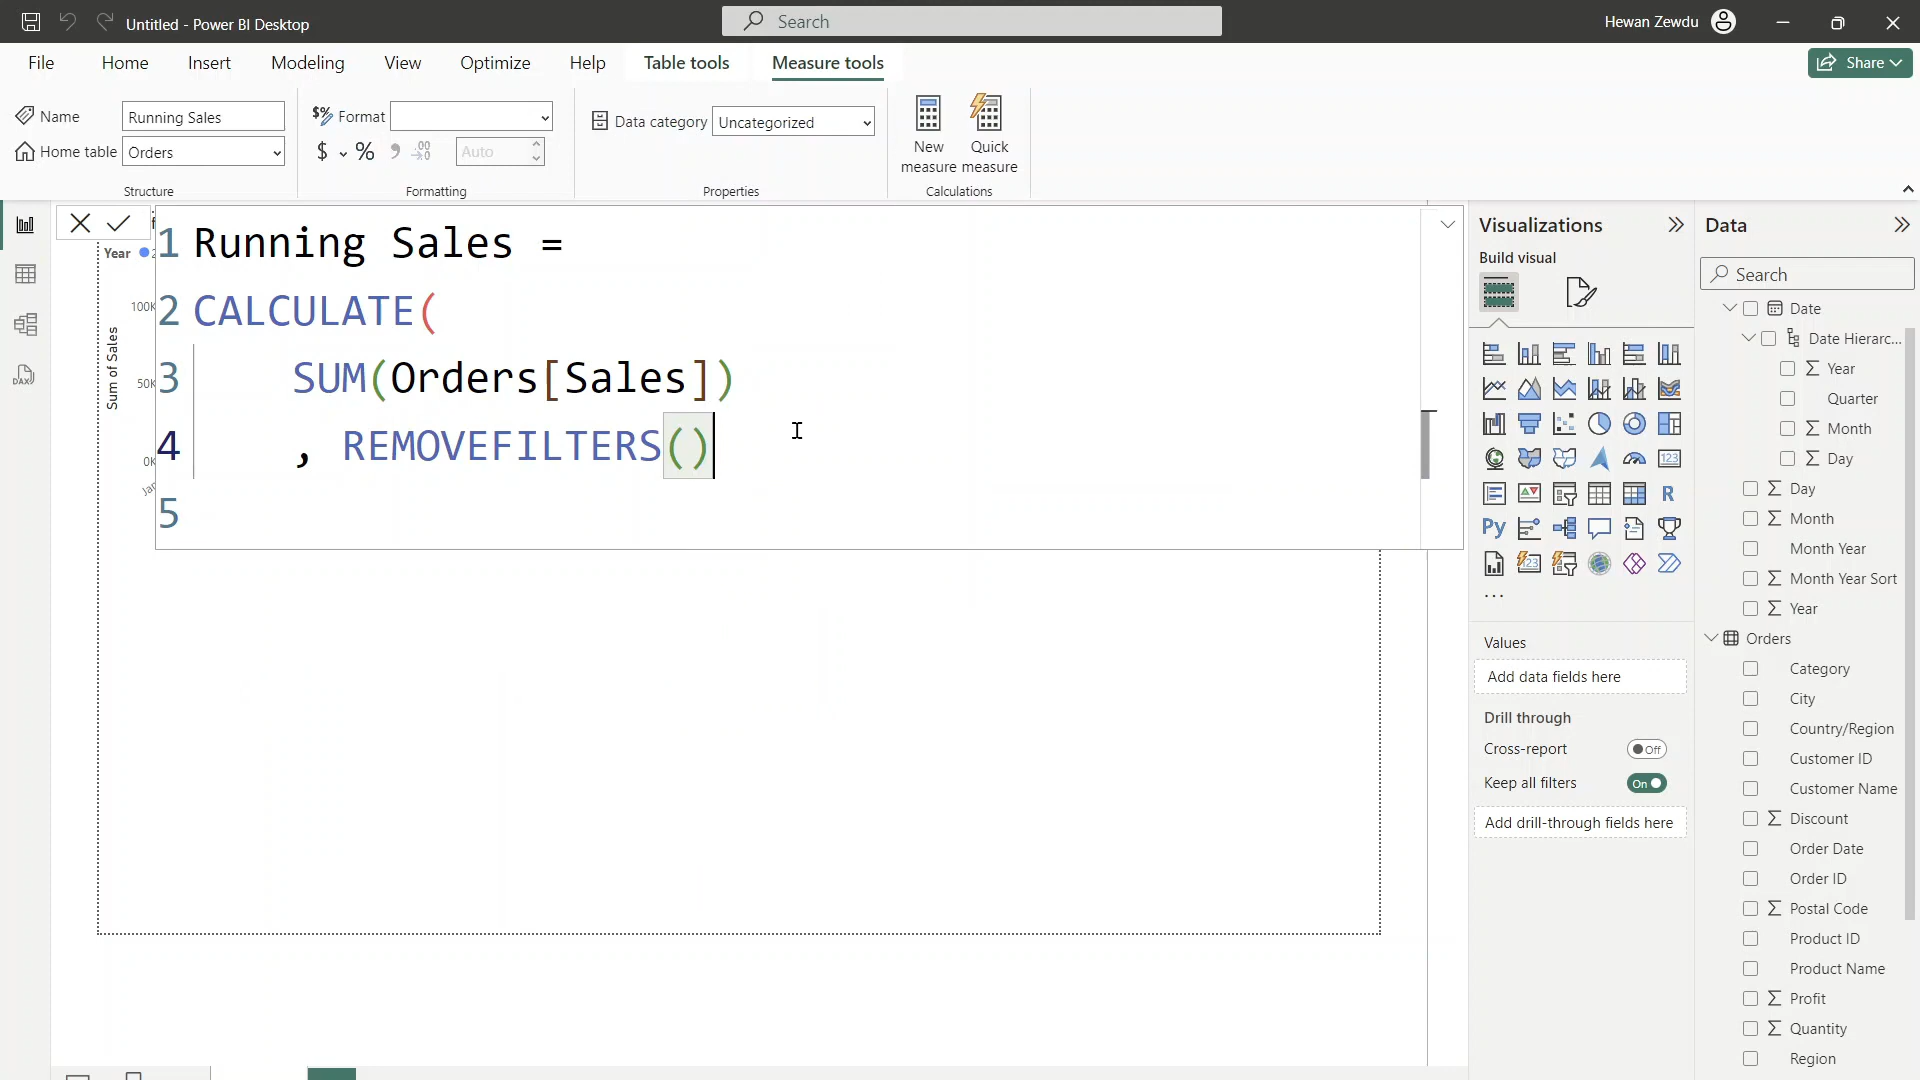 Untitled - Power BI Desktop
Search
Hewan Zewdu
File Home Insert Modeling View Optimize Help Table tools Measure tools
Share
Name Running Sales
Home table Orders
Structure
$% Format
$ % 9 .00 Auto
Formatting
Data category Uncategorized
Properties
New measure
Quick measure
Calculations
Year
100K
50K
0K
Sum of Sales
1 Running Sales =
2 CALCULATE(
3 SUM(Orders[Sales])
4 , REMOVEFILTERS()
5
Visualizations
Build visual
123
R
Py
123
Values
Add data fields here
Drill through
Cross-report Off
Keep all filters On
Add drill-through fields here
Data
Search
Date
Date Hierarc...
Year
Quarter
Month
Day
Day
Month
Month Year
Month Year Sort
Year
Orders
Category
City
Country/Region
Customer ID
Customer Name
Discount
Order Date
Order ID
Postal Code
Product ID
Product Name
Profit
Quantity
Region